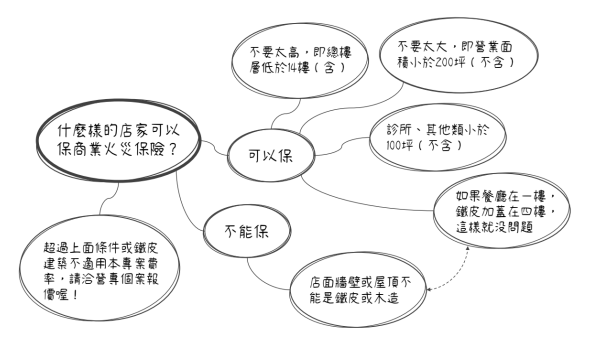 不要太高，即總樓
層低於14樓（含）
不要太大，即營業面
積小於200坪（不含）
什麼樣的店家可以
保商業火災保險？
可以保
診所、其他類小於
100坪（不含）
如果餐廳在一樓，
鐵皮加蓋在四樓，
這樣就沒問題
不能保
超過上面條件或鐵皮
建築不適用本專案費
率，請洽營專個案報
價喔！
店面牆壁或屋頂不
能是鐵皮或木造